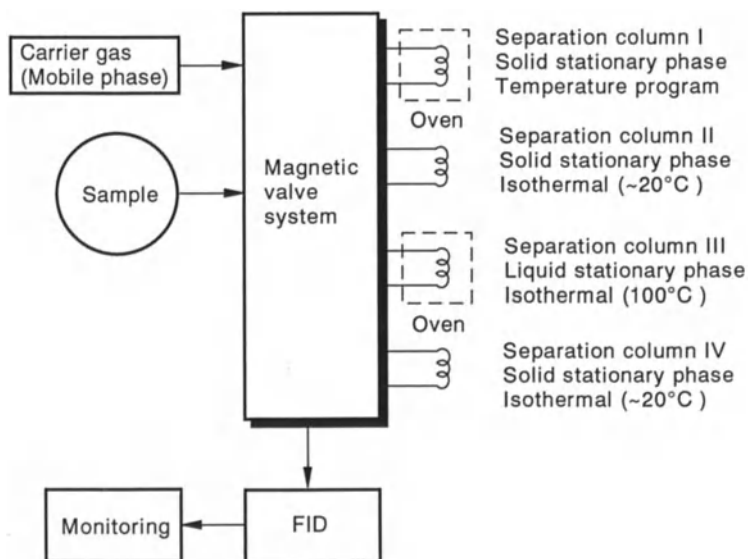 Carrier gas
(Mobile phase)
Sample
Magnetic
valve
system
Separation column I
Solid stationary phase
Temperature program
Oven
Separation column II
Solid stationary phase
Isothermal (~20°C )
Separation column III
Liquid stationary phase
Isothermal (100°C )
Oven
Separation column IV
Solid stationary phase
Isothermal (~20°C )
Monitoring
FID